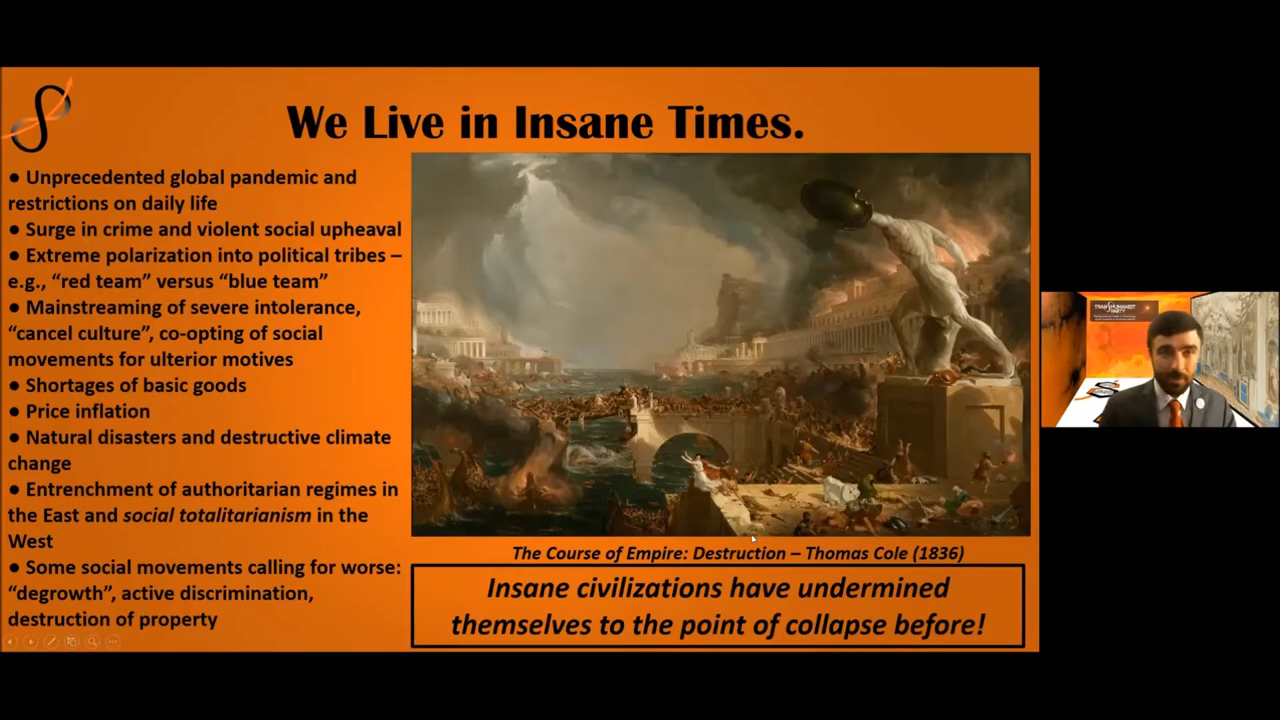 We Live in Insane Times.
● Unprecedented global pandemic and
restrictions on daily life
● Surge in crime and violent social upheaval
● Extreme polarization into political tribes –
e.g., “red team” versus “blue team”
● Mainstreaming of severe intolerance,
“cancel culture”, co-opting of social
movements for ulterior motives
● Shortages of basic goods
● Price inflation
● Natural disasters and destructive climate
change
● Entrenchment of authoritarian regimes in
the East and social totalitarianism in the
West
● Some social movements calling for worse:
“degrowth”, active discrimination,
destruction of property
The Course of Empire: Destruction – Thomas Cole (1836)
Insane civilizations have undermined
themselves to the point of collapse before!
TRANSHUMANIST
PARTY